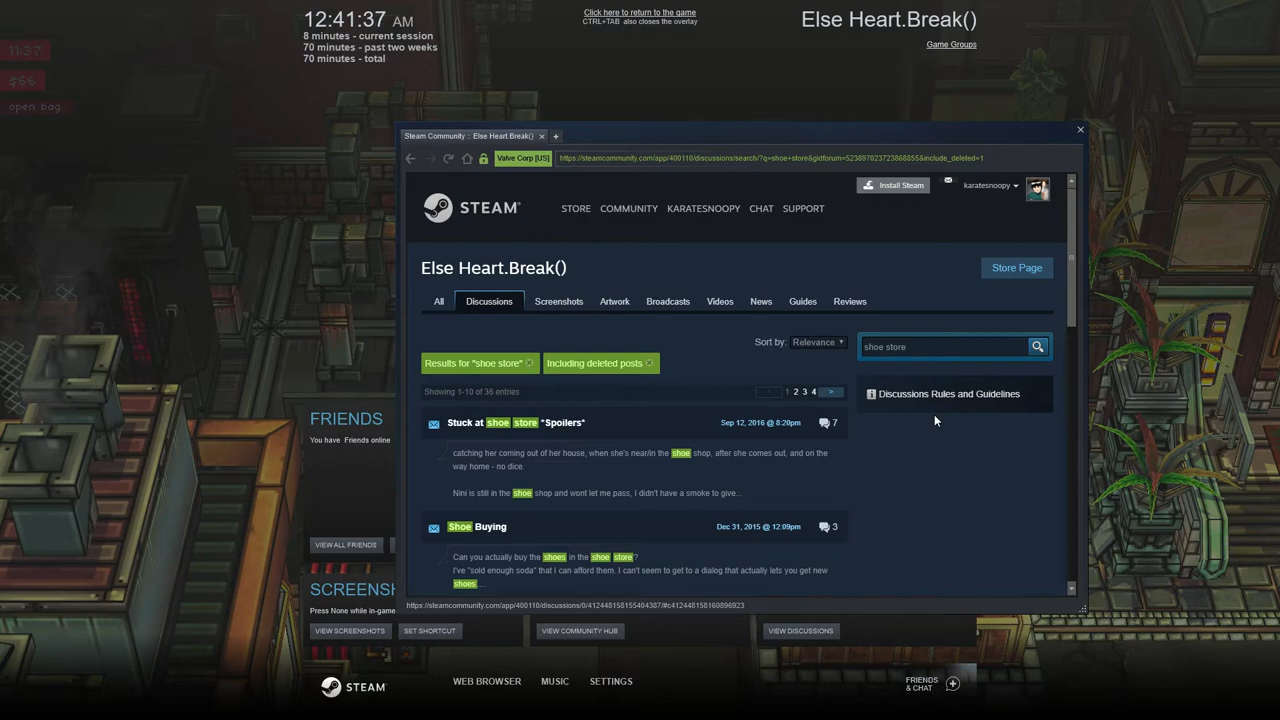 12:41:37 AM
8 minutes - current session
70 minutes - past two weeks
70 minutes - total
Click here to return to the game
CTRL+TAB also closes the overlay
Else Heart.Break()
Game Groups
11:37
$66
open bag
Steam Community :: Else Heart.Break()
Valve Corp [US]
https://steamcommunity.com/app/400110/discussions/search/?q=shoe+store&gidforum=523897023723868855&include_deleted=1
Install Steam
karatesnoopy
STEAM
STORE COMMUNITY KARATESNOOPY CHAT SUPPORT
Else Heart.Break()
Store Page
All Discussions Screenshots Artwork Broadcasts Videos News Guides Reviews
Sort by: Relevance
shoe store
Results for "shoe store"
Including deleted posts
Showing 1-10 of 36 entries
< 1 2 3 4 >
Discussions Rules and Guidelines
Stuck at shoe store *Spoilers*
Sep 12, 2016 @ 8:20pm
7
catching her coming out of her house, when she's near/in the shoe shop, after she comes out, and on the
way home - no dice.
Nini is still in the shoe shop and wont let me pass, I didn't have a smoke to give...
Shoe Buying
Dec 31, 2015 @ 12:09pm
3
Can you actually buy the shoes in the shoe store?
I've "sold enough soda" that I can afford them. I can't seem to get to a dialog that actually lets you get new
shoes...
https://steamcommunity.com/app/400110/discussions/0/412448158155404387/#c412448158160896923
FRIENDS
You have Friends online
VIEW ALL FRIENDS
SCREENSH
Press None while in-game
VIEW SCREENSHOTS
SET SHORTCUT
VIEW COMMUNITY HUB
VIEW DISCUSSIONS
STEAM
WEB BROWSER MUSIC SETTINGS
FRIENDS
& CHAT